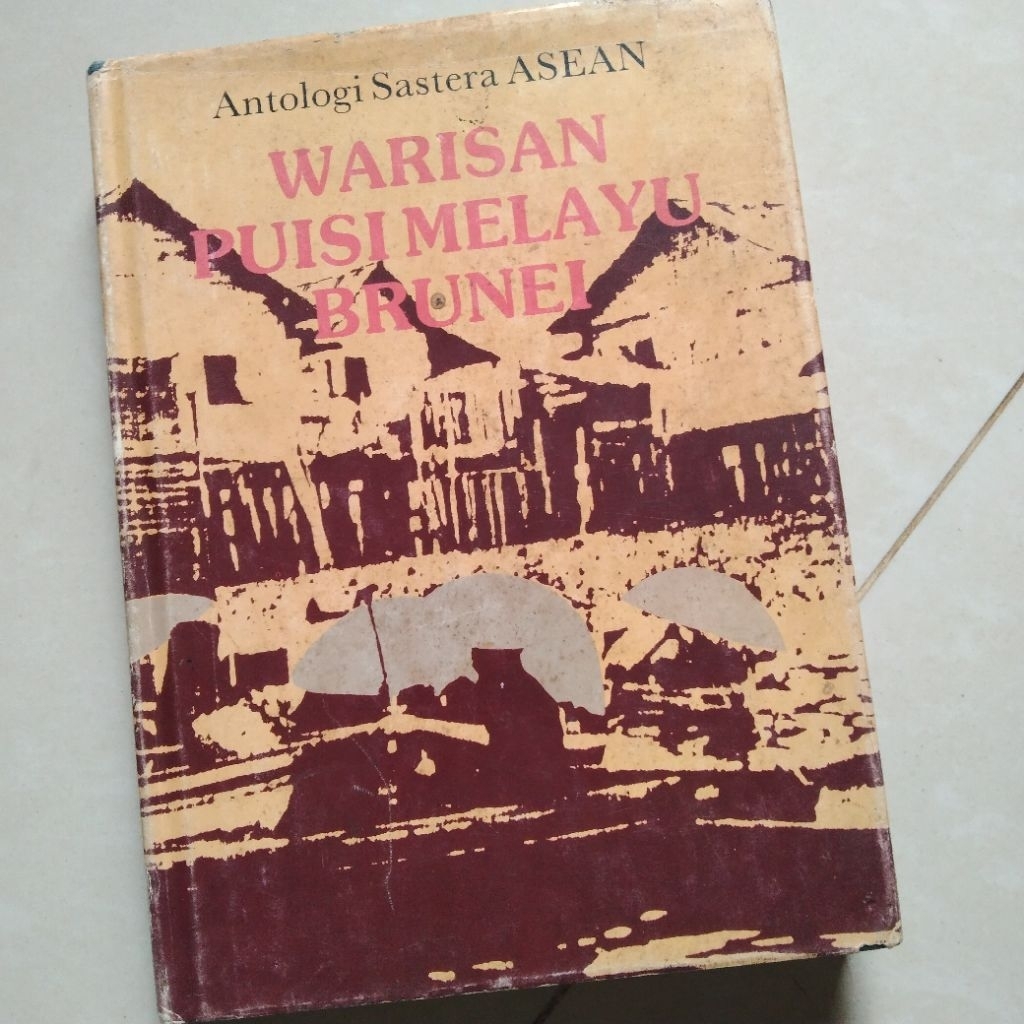 Antologi Sastera ASEAN
WARISAN
PUISI MELAYU
BRUNEI